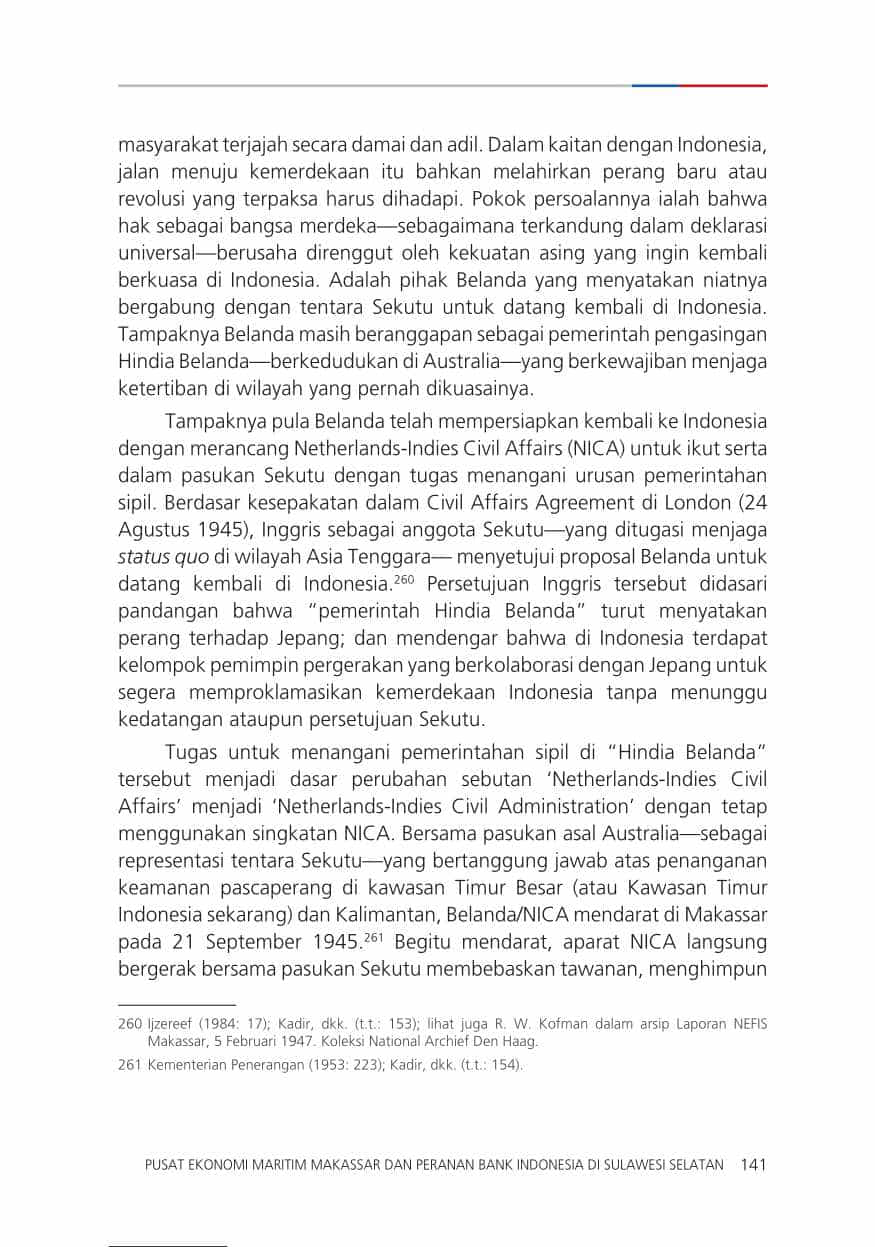 masyarakat terjajah secara damai dan adil. Dalam kaitan dengan Indonesia,
jalan menuju kemerdekaan itu bahkan melahirkan perang baru atau
revolusi yang terpaksa harus dihadapi. Pokok persoalannya ialah bahwa
hak sebagai bangsa merdeka—sebagaimana terkandung dalam deklarasi
universal—berusaha direnggut oleh kekuatan asing yang ingin kembali
berkuasa di Indonesia. Adalah pihak Belanda yang menyatakan niatnya
bergabung dengan tentara Sekutu untuk datang kembali di Indonesia.
Tampaknya Belanda masih beranggapan sebagai pemerintah pengasingan
Hindia Belanda—berkedudukan di Australia—yang berkewajiban menjaga
ketertiban di wilayah yang pernah dikuasainya.
Tampaknya pula Belanda telah mempersiapkan kembali ke Indonesia
dengan merancang Netherlands-Indies Civil Affairs (NICA) untuk ikut serta
dalam pasukan Sekutu dengan tugas menangani urusan pemerintahan
sipil. Berdasar kesepakatan dalam Civil Affairs Agreement di London (24
Agustus 1945), Inggris sebagai anggota Sekutu—yang ditugasi menjaga
status quo di wilayah Asia Tenggara— menyetujui proposal Belanda untuk
datang kembali di Indonesia.260 Persetujuan Inggris tersebut didasari
pandangan bahwa “pemerintah Hindia Belanda” turut menyatakan
perang terhadap Jepang; dan mendengar bahwa di Indonesia terdapat
kelompok pemimpin pergerakan yang berkolaborasi dengan Jepang untuk
segera memproklamasikan kemerdekaan Indonesia tanpa menunggu
kedatangan ataupun persetujuan Sekutu.
Tugas untuk menangani pemerintahan sipil di “Hindia Belanda”
tersebut menjadi dasar perubahan sebutan ‘Netherlands-Indies Civil
Affairs’ menjadi ‘Netherlands-Indies Civil Administration’ dengan tetap
menggunakan singkatan NICA. Bersama pasukan asal Australia—sebagai
representasi tentara Sekutu—yang bertanggung jawab atas penanganan
keamanan pascaperang di kawasan Timur Besar (atau Kawasan Timur
Indonesia sekarang) dan Kalimantan, Belanda/NICA mendarat di Makassar
pada 21 September 1945.261 Begitu mendarat, aparat NICA langsung
bergerak bersama pasukan Sekutu membebaskan tawanan, menghimpun
260 Ijzereef (1984: 17); Kadir, dkk. (t.t.: 153); lihat juga R. W. Kofman dalam arsip Laporan NEFIS
Makassar, 5 Februari 1947. Koleksi National Archief Den Haag.
261 Kementerian Penerangan (1953: 223); Kadir, dkk. (t.t.: 154).
PUSAT EKONOMI MARITIM MAKASSAR DAN PERANAN BANK INDONESIA DI SULAWESI SELATAN 141